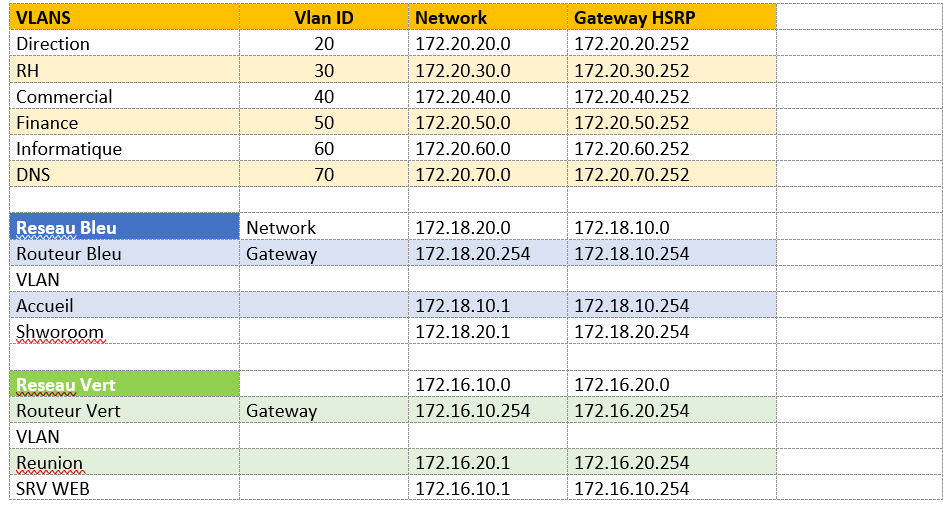 VLANS Vlan ID Network Gateway HSRP
Direction 20 172.20.20.0 172.20.20.252
RH 30 172.20.30.0 172.20.30.252
Commercial 40 172.20.40.0 172.20.40.252
Finance 50 172.20.50.0 172.20.50.252
Informatique 60 172.20.60.0 172.20.60.252
DNS 70 172.20.70.0 172.20.70.252
Reseau Bleu Network 172.18.20.0 172.18.10.0
Routeur Bleu Gateway 172.18.20.254 172.18.10.254
VLAN
Accueil 172.18.10.1 172.18.10.254
Shworoom 172.18.20.1 172.18.20.254
Reseau Vert 172.16.10.0 172.16.20.0
Routeur Vert Gateway 172.16.10.254 172.16.20.254
VLAN
Reunion 172.16.20.1 172.16.20.254
SRV WEB 172.16.10.1 172.16.10.254